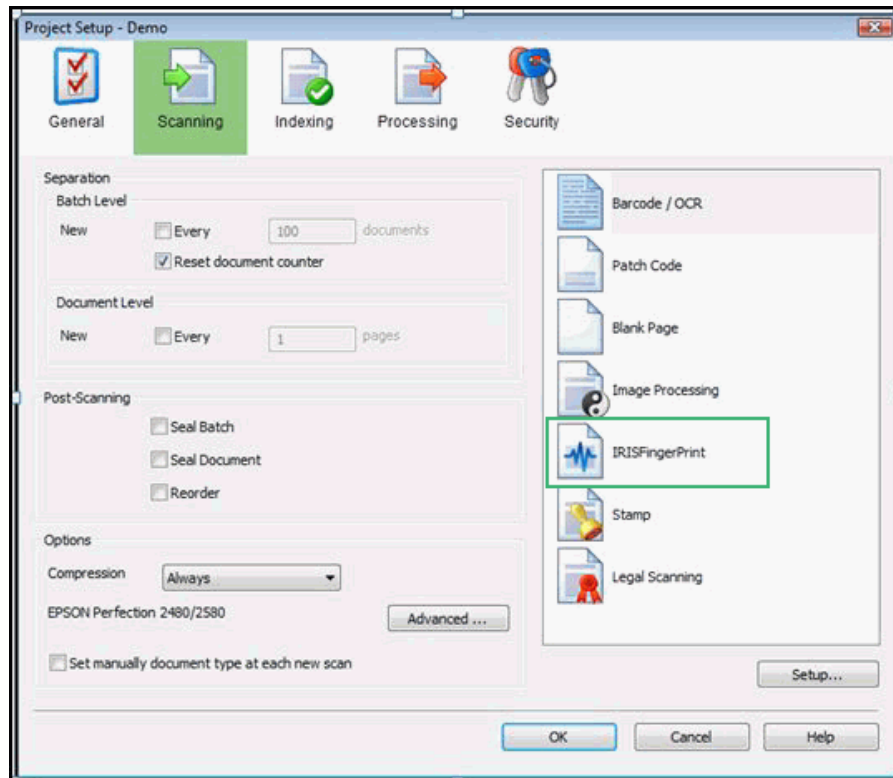 Project Setup - Demo
General Scanning Indexing Processing Security
Separation
Batch Level
New Every 100 documents
Reset document counter
Document Level
New Every 1 pages
Post-Scanning
Seal Batch
Seal Document
Reorder
Options
Compression Always
EPSON Perfection 2480/2580 Advanced ...
Set manually document type at each new scan
Barcode / OCR
Patch Code
Blank Page
Image Processing
IRISFingerPrint
Stamp
Legal Scanning
Setup...
OK Cancel Help